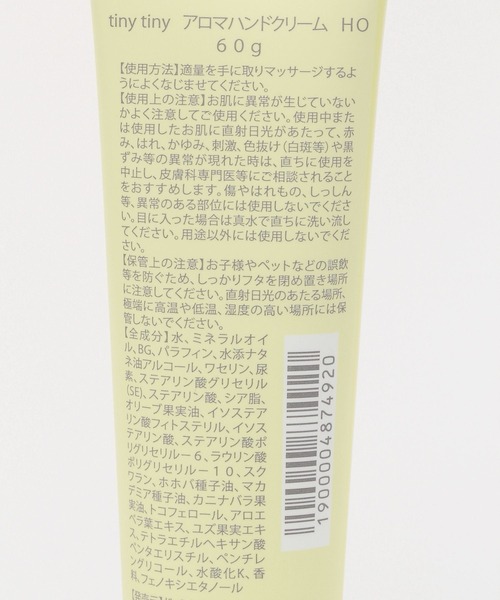 tiny tiny アロマハンドクリーム HO
60g
【使用方法】適量を手に取りマッサージするよ
うによくなじませてください。
【使用上の注意】お肌に異常が生じていない
かよく注意してご使用ください。使用中また
は使用したお肌に直射日光があたって、赤
み、はれ、かゆみ、刺激、色抜け(白斑等)や黒
ずみ等の異常が現れた時は、直ちに使用を
中止し、皮膚科専門医等にご相談されること
をおすすめします。傷やはれもの、しっしん
等、異常のある部位には使用しないでくださ
い。目に入った場合は真水で直ちに洗い流し
てください。用途以外には使用しないでくだ
さい。
【保管上の注意】お子様やペットなどの誤飲
等を防ぐため、しっかりフタを閉め置き場所
に注意してください。直射日光のあたる場所、
極端に高温や低温、湿度の高い場所には保
管しないでください。
【全成分】水、ミネラルオイ
ル、BG、パラフィン、水添ナタ
ネ油アルコール、ワセリン、尿
素、ステアリン酸グリセリル
(SE)、ステアリン酸、シア脂、
オリーブ果実油、イソステア
リン酸フィトステリル、イソス
テアリン酸、ステアリン酸ポ
リグリセリル－6、ラウリン酸
ポリグリセリル－10、スク
ワラン、ホホバ種子油、マカ
デミア種子油、カニナバラ果
実油、トコフェロール、アロエ
ベラ葉エキス、ユズ果実エキ
ス、テトラエチルヘキサン酸
ペンタエリスチル、ペンチレ
ングリコール、水酸化K、香
料、フェノキシエタノール
1900004874920